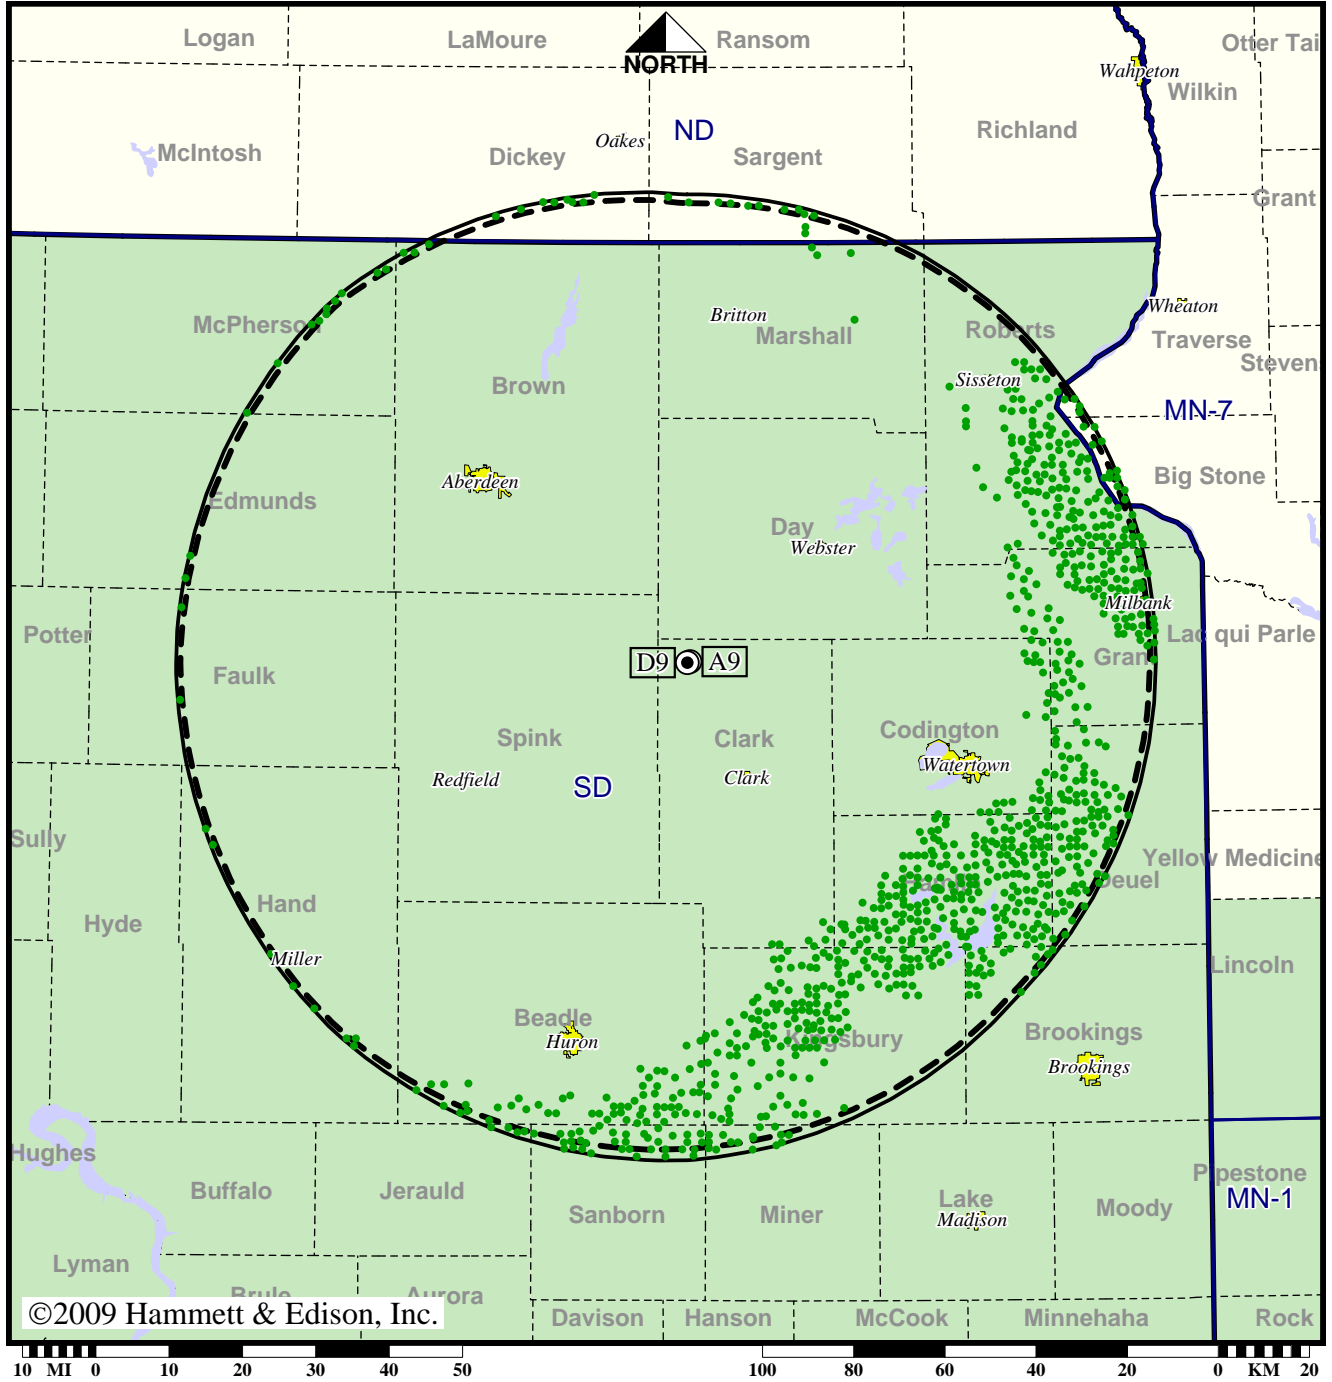 Logan
LaMoure
Ransom
Otter Tai
NORTH
Wahpeton
Wilkin
McIntosh
Dickey
Oakes
ND
Sargent
Richland
Grant
McPherson
Britton
Marshall
Roberts
Wheaton
Traverse
Steven
Brown
Sisseton
MN-7
Edmunds
Aberdeen
Day
Webster
Big Stone
Milbank
Potter
Faulk
D9
A9
Gran
Lac qui Parle
Spink
Clark
Codington
Redfield
SD
Clark
Watertown
Sully
Yellow Medicine
Deuel
Hyde
Hand
Miller
Lincoln
Beadle
Huron
Kingsbury
Brookings
Brookings
Hughes
Buffalo
Jerauld
Sanborn
Miner
Lake
Madison
Moody
Pipestone
MN-1
Lyman
Brule
Aurora
©2009 Hammett & Edison, Inc.
Davison
Hanson
McCook
Minnehaha
Rock
10 MI 0 10 20 30 40 50
100 80 60 40 20 0 KM 20